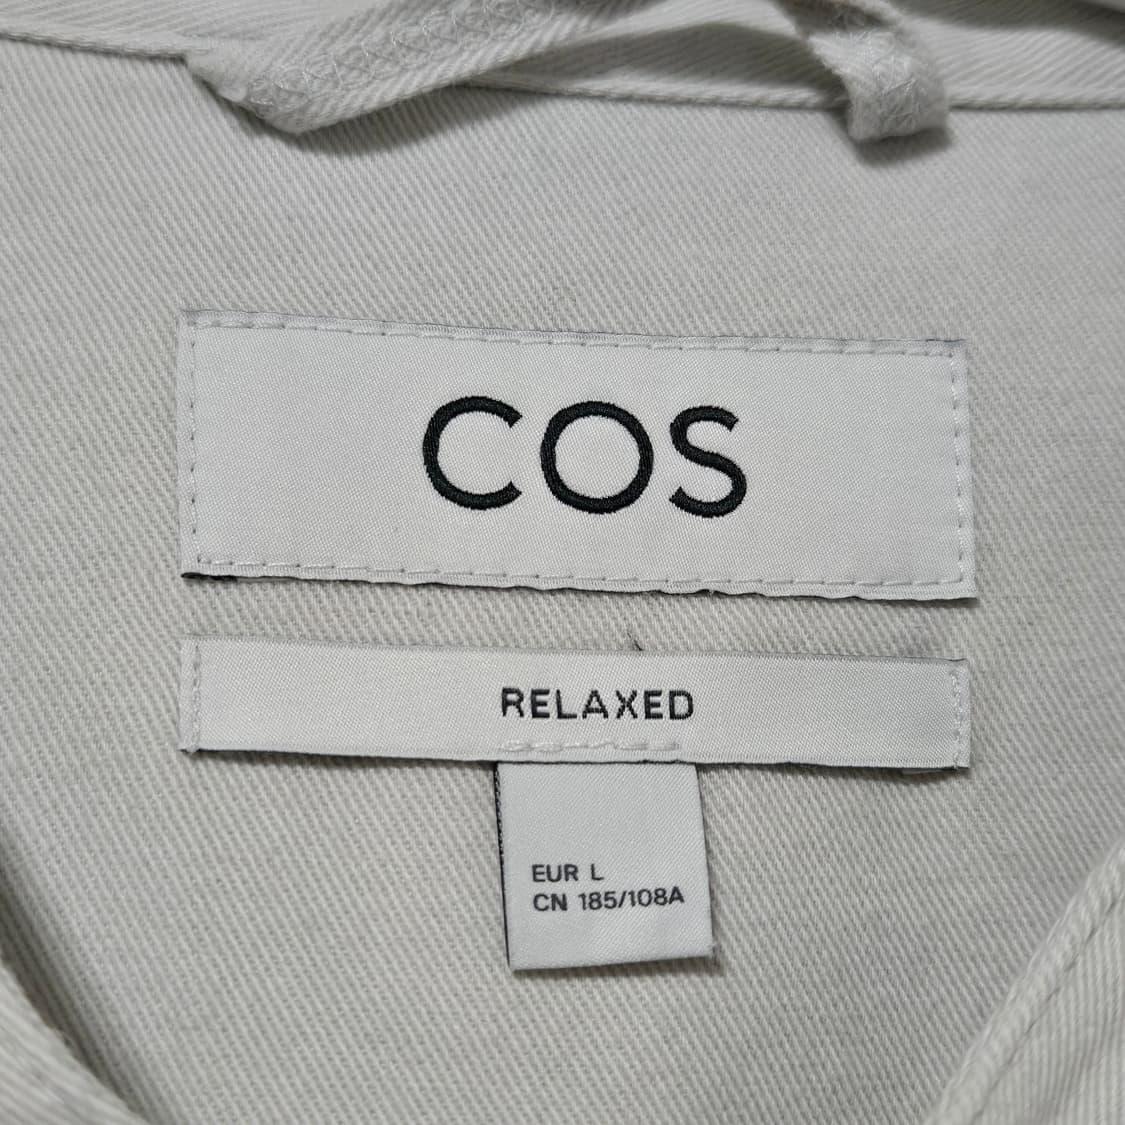 COS
RELAXED
EUR L
CN 185/108A